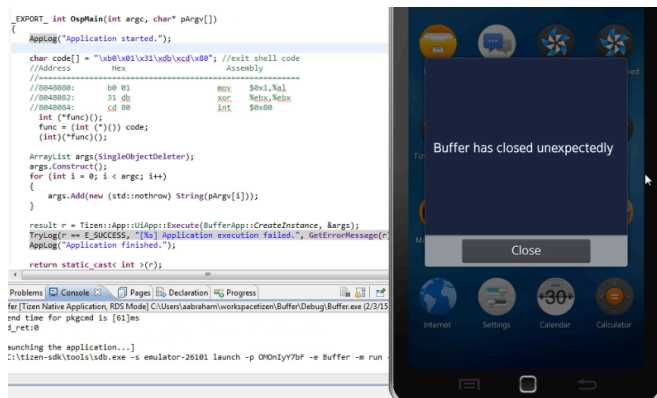 _EXPORT_ int OspMain(int argc, char* pArgv[])
{
AppLog("Application started.");
char code[] = "\xb0\x01\x31\xdb\xcd\x80"; //exit shell code
//Address Hex Assembly
//=====================================================
//8048080: b0 01 mov $0x1,%al
//8048082: 31 db xor %ebx,%ebx
//8048084: cd 80 int $0x80
int (*func)();
func = (int (*)()) code;
(int)(*func)();
ArrayList args(SingleObjectDeleter);
args.Construct();
for (int i = 0; i < argc; i++)
{
args.Add(new (std::nothrow) String(pArgv[i]));
}
result r = Tizen::App::UiApp::Execute(BufferApp::CreateInstance, &args);
TryLog(r == E_SUCCESS, "[%s] Application execution failed.", GetErrorMessage(r)
AppLog("Application finished.");
return static_cast< int >(r);
Problems Console Pages Declaration Progress
fer [Tizen Native Application, RDS Mode] C:\Users\aabraham\workspacetizen\Buffer\Debug\Buffer.exe (2/3/15
end time for pkgcmd is [61]ms
d_ret:0
aunching the application...]
C:\tizen-sdk\tools\sdb.exe -s emulator-26101 launch -p OMOnIyY7bF -e Buffer -m run -
Buffer has closed unexpectedly
Close
+30°
Internet Settings Calendar Calculator